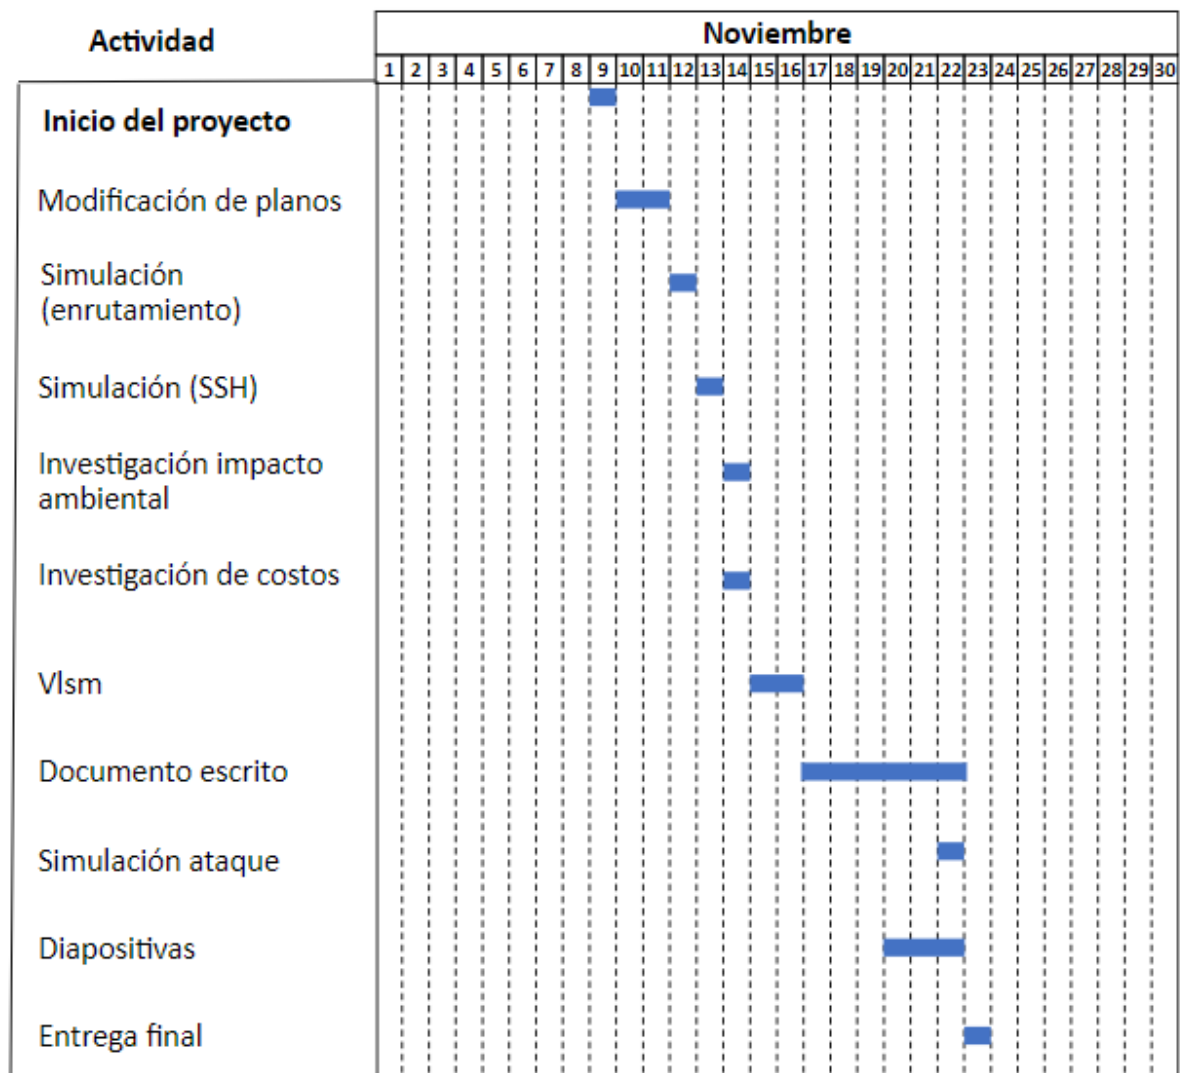 Actividad
Noviembre
1 2 3 4 5 6 7 8 9 10 11 12 13 14 15 16 17 18 19 20 21 22 23 24 25 26 27 28 29 30
Inicio del proyecto
Modificación de planos
Simulación
(enrutamiento)
Simulación (SSH)
Investigación impacto
ambiental
Investigación de costos
Vlsm
Documento escrito
Simulación ataque
Diapositivas
Entrega final